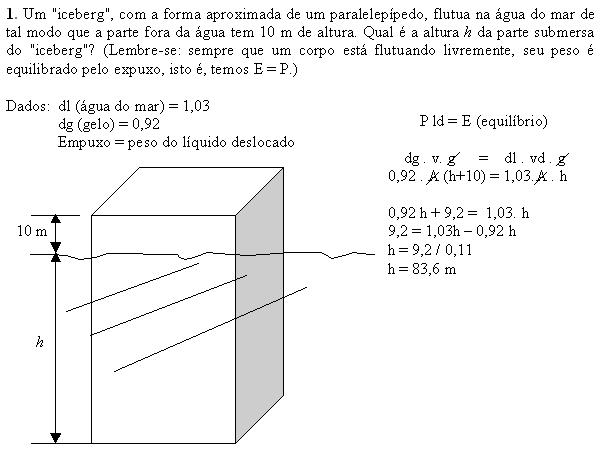 1. Um "iceberg", com a forma aproximada de um paralelepípedo, flutua na água do mar de
tal modo que a parte fora da água tem 10 m de altura. Qual é a altura h da parte submersa
do "iceberg"? (Lembre-se: sempre que um corpo está flutuando livremente, seu peso é
equilibrado pelo expuxo, isto é, temos E = P.)
Dados: dl (água do mar) = 1,03
dg (gelo) = 0,92
Empuxo = peso do líquido deslocado
P ld = E (equilíbrio)
dg . v. g = dl . vd . g
0,92 . A (h+10) = 1,03. A . h
0,92 h + 9,2 = 1,03. h
9,2 = 1,03h – 0,92 h
h = 9,2 / 0,11
h = 83,6 m
10 m
h